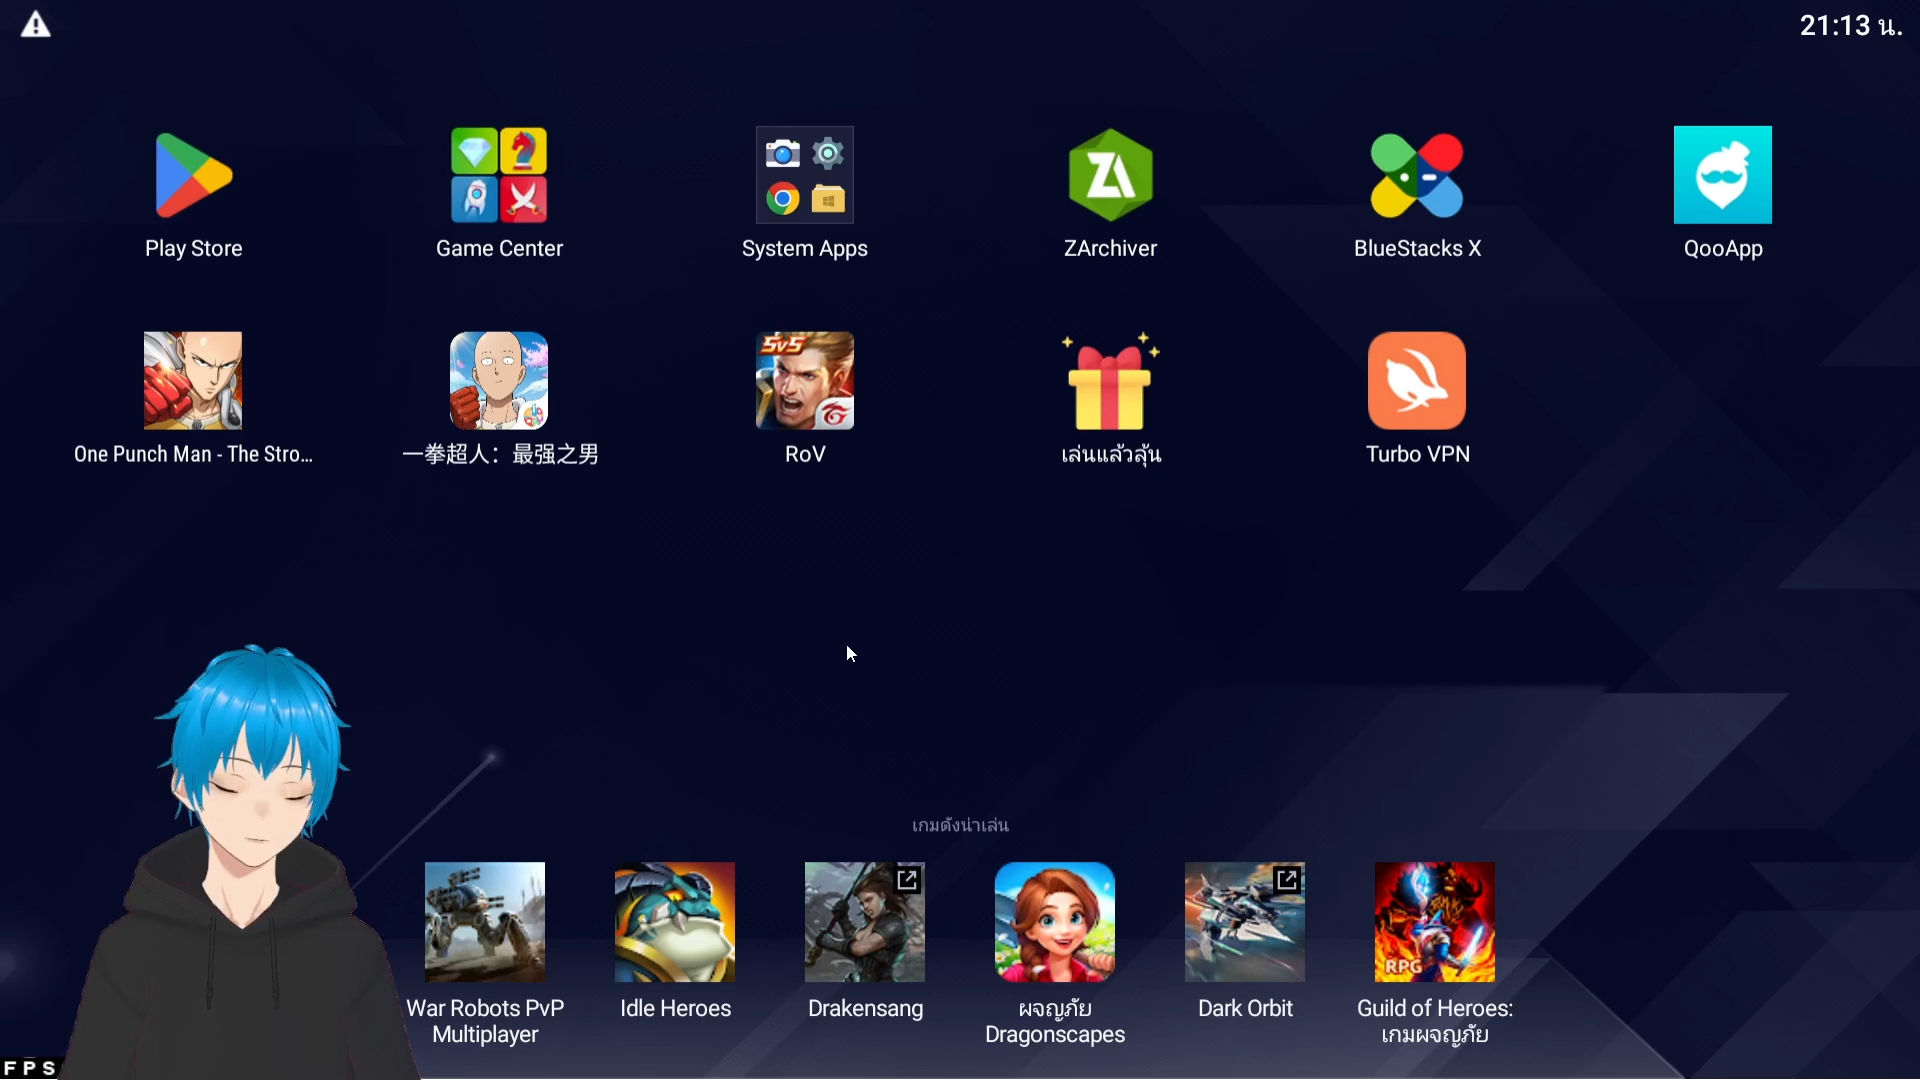 21:13 น.
Play Store
Game Center
System Apps
ZArchiver
BlueStacks X
QooApp
5v5
One Punch Man - The Stro...
一拳超人：最强之男
RoV
เล่นแล้วลุ้น
Turbo VPN
เกมดังน่าเล่น
RPG
War Robots PvP
Multiplayer
Idle Heroes
Drakensang
ผจญภัย
Dragonscapes
Dark Orbit
Guild of Heroes:
เกมผจญภัย
FPS